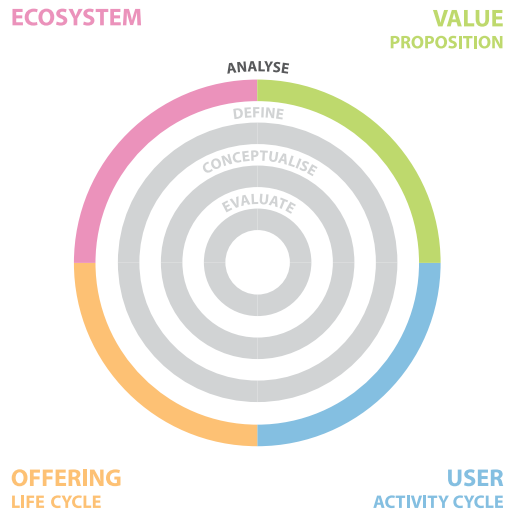 ECOSYSTEM
VALUE
PROPOSITION
ANALYSE
DEFINE
CONCEPTUALISE
EVALUATE
OFFERING
LIFE CYCLE
USER
ACTIVITY CYCLE